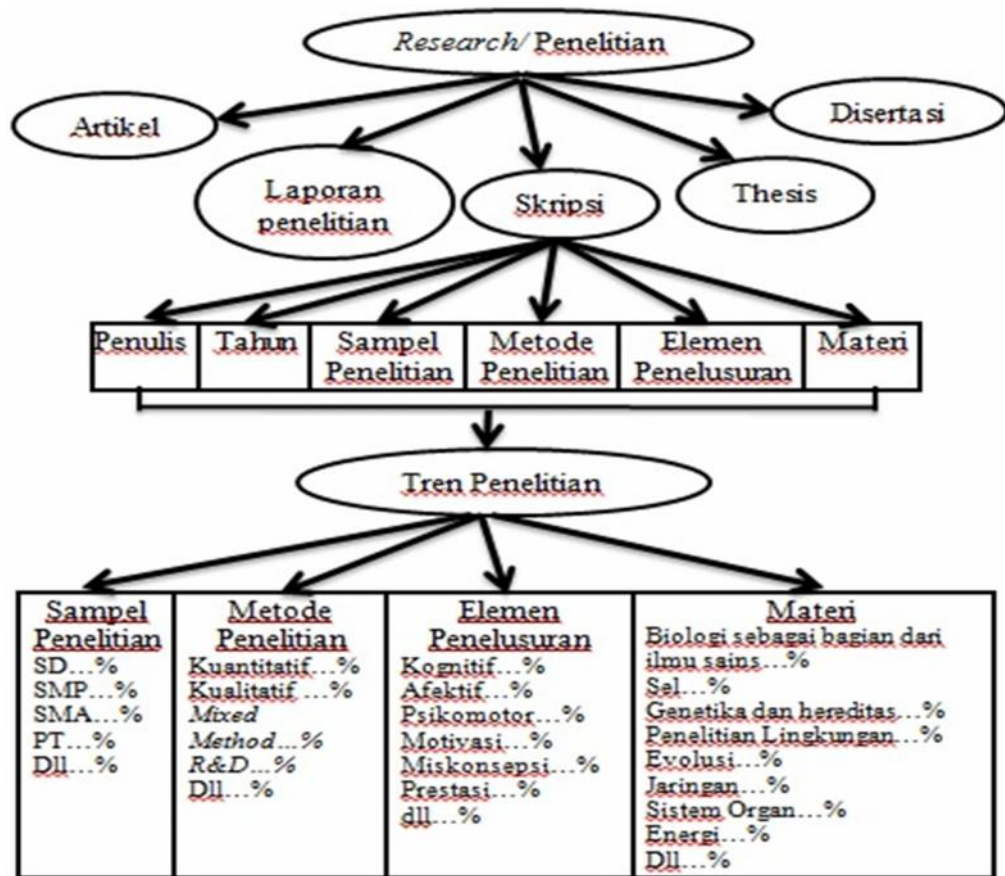 Research/ Penelitian
Artikel
Disertasi
Laporan
penelitian
Skripsi
Thesis
Penulis
Tahun
Sampel
Penelitian
Metode
Penelitian
Elemen
Penelusuran
Materi
Tren Penelitian
Sampel
Penelitian
SD...%
SMP...%
SMA...%
PT...%
Dll...%
Metode
Penelitian
Kuantitatif...%
Kualitatif ...%
Mixed
Method...%
R&D...%
Dll...%
Elemen
Penelusuran
Kognitif...%
Afektif...%
Psikomotor...%
Motivasi...%
Miskonsepsi...%
Prestasi...%
dll...%
Materi
Biologi sebagai bagian dari
ilmu sains...%
Sel...%
Genetika dan hereditas...%
Penelitian Lingkungan...%
Evolusi...%
Jaringan...%
Sistem Organ...%
Energi...%
Dll...%